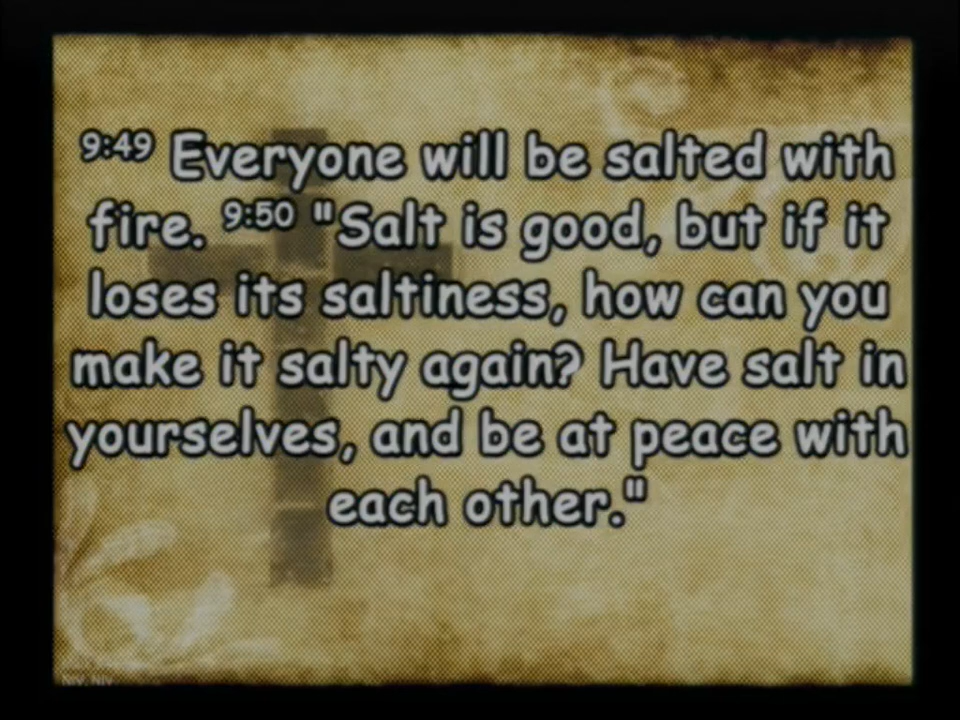 9:49 Everyone will be salted with
fire. 9:50 "Salt is good, but if it
loses its saltiness, how can you
make it salty again? Have salt in
yourselves, and be at peace with
each other."